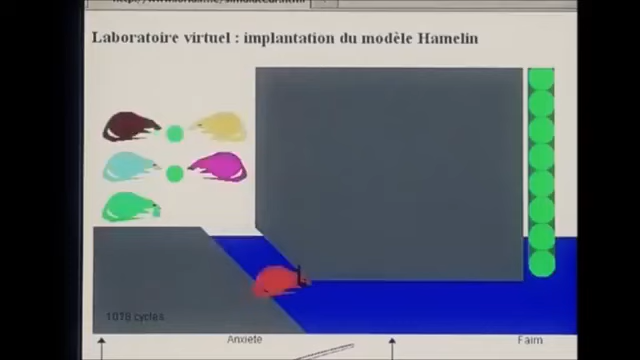 Laboratoire virtuel : implantation du modèle Hamelin
1078 cycles
Anxiete
Faim